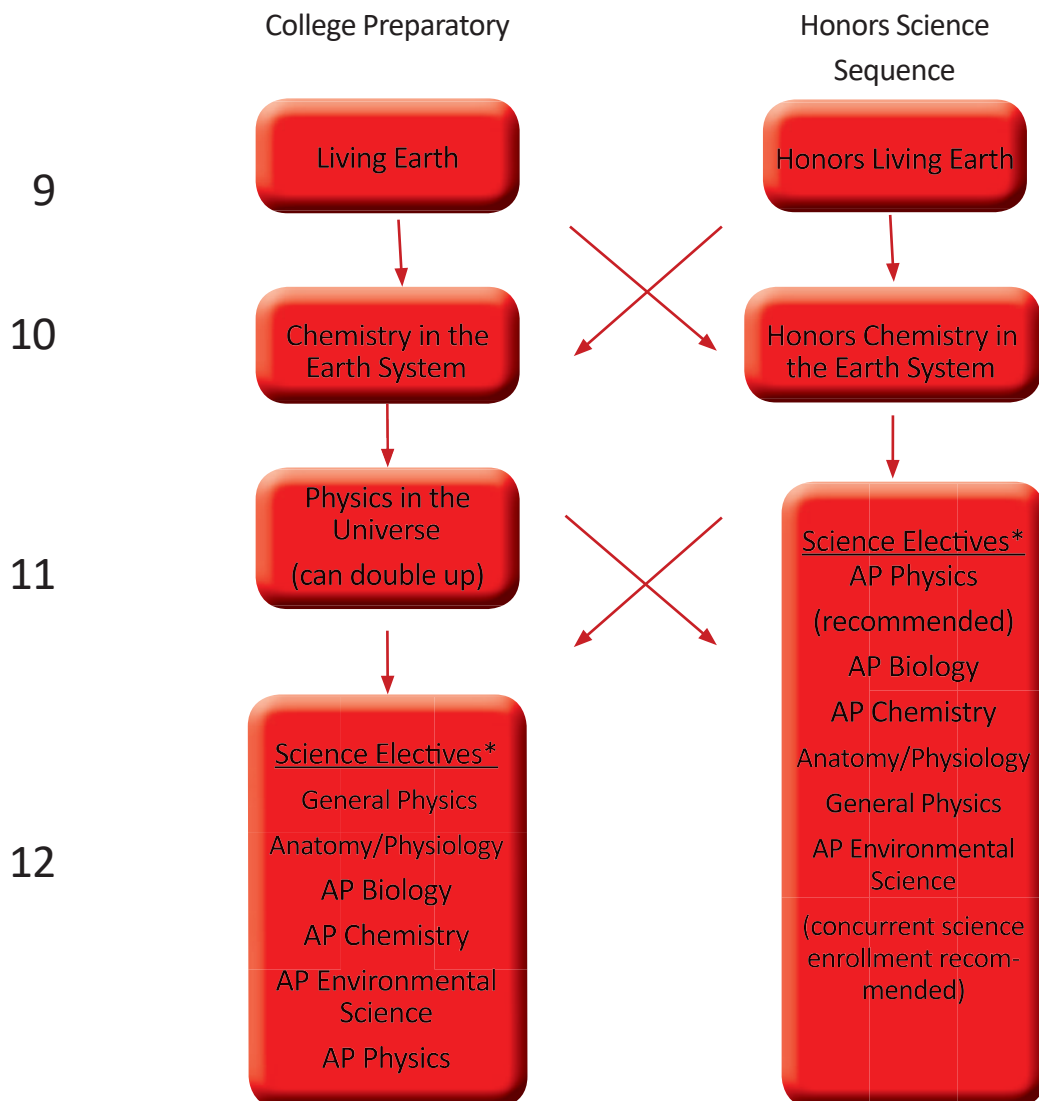 College Preparatory
Honors Science
Sequence
9
Living Earth
Honors Living Earth
10
Chemistry in the
Earth System
Honors Chemistry in
the Earth System
11
Physics in the
Universe
(can double up)
Science Electives*
AP Physics
(recommended)
AP Biology
AP Chemistry
Anatomy/Physiology
General Physics
AP Environmental
Science
(concurrent science
enrollment recom-
mended)
12
Science Electives*
General Physics
Anatomy/Physiology
AP Biology
AP Chemistry
AP Environmental
Science
AP Physics